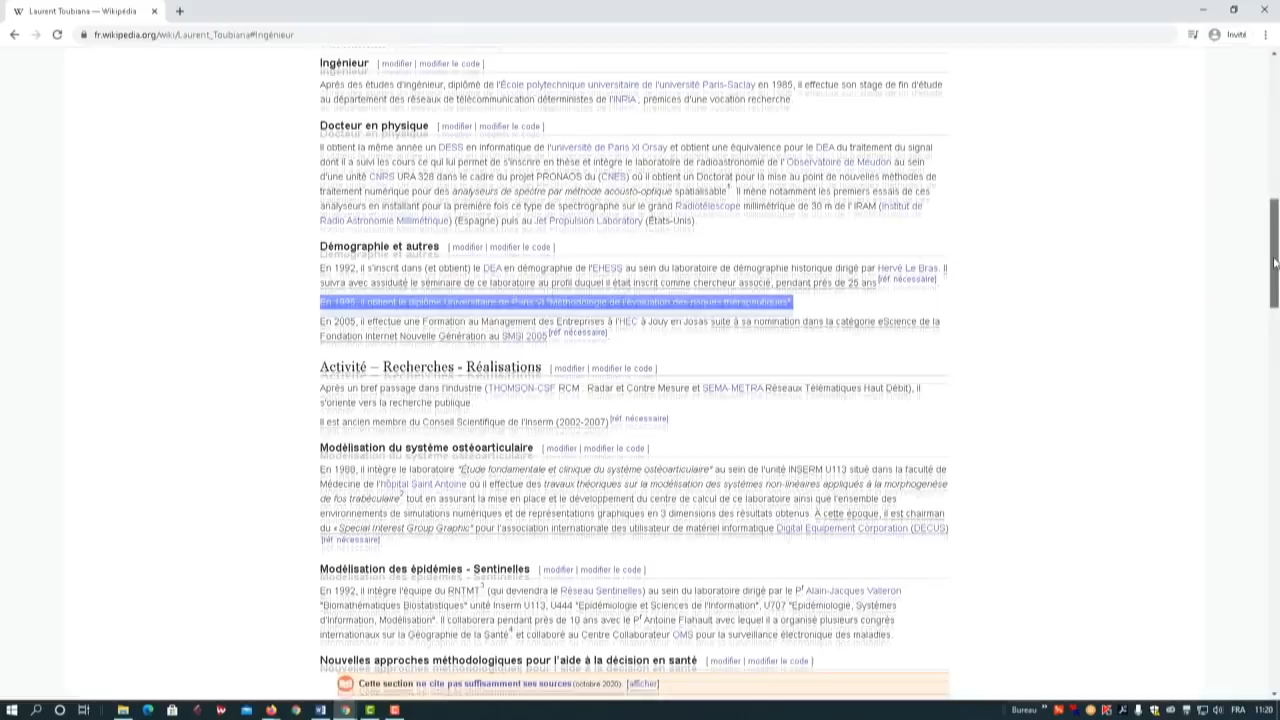 Laurent Toubiana — Wikipédia
fr.wikipedia.org/wiki/Laurent_Toubiana#Ingénieur
Invité
Ingénieur [ modifier | modifier le code ]
Après des études d'ingénieur, diplômé de l'École polytechnique universitaire de l'université Paris-Saclay en 1985, il effectue son stage de fin d'étude
au département des réseaux de télécommunication déterministes de l'INRIA, prémices d'une vocation recherche.
Docteur en physique [ modifier | modifier le code ]
Il obtient la même année un DESS en informatique de l'université de Paris XI Orsay et obtient une équivalence pour le DEA du traitement du signal
dont il a suivi les cours ce qui lui permet de s'inscrire en thèse et intègre le laboratoire de radioastronomie de l' Observatoire de Meudon au sein
d'une unité CNRS URA 328 dans le cadre du projet PRONAOS du (CNES) où il obtient un Doctorat pour la mise au point de nouvelles méthodes de
traitement numérique pour des analyseurs de spectre par méthode acousto-optique spatialisable1. Il mène notamment les premiers essais de ces
analyseurs en installant pour la première fois ce type de spectrographe sur le grand Radiotélescope millimétrique de 30 m de l' IRAM (Institut de
Radio Astronomie Millimétrique) (Espagne) puis au Jet Propulsion Laboratory (États-Unis).
Démographie et autres [ modifier | modifier le code ]
En 1992, il s'inscrit dans (et obtient) le DEA en démographie de l'EHESS au sein du laboratoire de démographie historique dirigé par Hervé Le Bras. Il
suivra avec assiduité le séminaire de ce laboratoire au profil duquel il était inscrit comme chercheur associé, pendant près de 25 ans[réf nécessaire].
En 1995, il obtient le diplôme Universitaire de Paris VI "Méthodologie de l'évaluation des risques thérapeutiques".
En 2005, il effectue une Formation au Management des Entreprises à l'HEC à Jouy en Josas suite à sa nomination dans la catégorie eScience de la
Fondation Internet Nouvelle Génération au SMSI 2005[réf nécessaire].
Activité – Recherches - Réalisations [ modifier | modifier le code ]
Après un bref passage dans l'industrie (THOMSON-CSF RCM : Radar et Contre Mesure et SEMA-METRA Réseaux Télématiques Haut Débit), il
s'oriente vers la recherche publique.
Il est ancien membre du Conseil Scientifique de l'Inserm (2002-2007)[réf nécessaire]
Modélisation du système ostéoarticulaire [ modifier | modifier le code ]
En 1988, il intègre le laboratoire "Étude fondamentale et clinique du système ostéoarticulaire" au sein de l'unité INSERM U113 situé dans la faculté de
Médecine de l'hôpital Saint Antoine où il effectue des travaux théoriques sur la modélisation des systèmes non-linéaires appliqués à la morphogenèse
de l'os trabéculaire2 tout en assurant la mise en place et le développement du centre de calcul de ce laboratoire ainsi que l'ensemble des
environnements de simulations numériques et de représentations graphiques en 3 dimensions des résultats obtenus. À cette époque, il est chairman
du « Special Interest Group Graphic" pour l'association internationale des utilisateur de matériel informatique Digital Equipement Corporation (DECUS)
[réf nécessaire]
Modélisation des épidémies - Sentinelles [ modifier | modifier le code ]
En 1992, il intègre l'équipe du RNTMT3 (qui deviendra le Réseau Sentinelles) au sein du laboratoire dirigé par le Pr Alain-Jacques Valleron
"Biomathématiques Biostatistiques" unité Inserm U113, U444 "Epidémiologie et Sciences de l'Information", U707 "Epidémiologie, Systèmes
d'Information, Modélisation". Il collaborera pendant près de 10 ans avec le Pr Antoine Flahault avec lequel il a organisé plusieurs congrès
internationaux sur la Géographie de la Santé4 et collaboré au Centre Collaborateur OMS pour la surveillance électronique des maladies.
Nouvelles approches méthodologiques pour l'aide à la décision en santé [ modifier | modifier le code ]
Cette section ne cite pas suffisamment ses sources (octobre 2020). [afficher]
Bureau
FRA
11:20